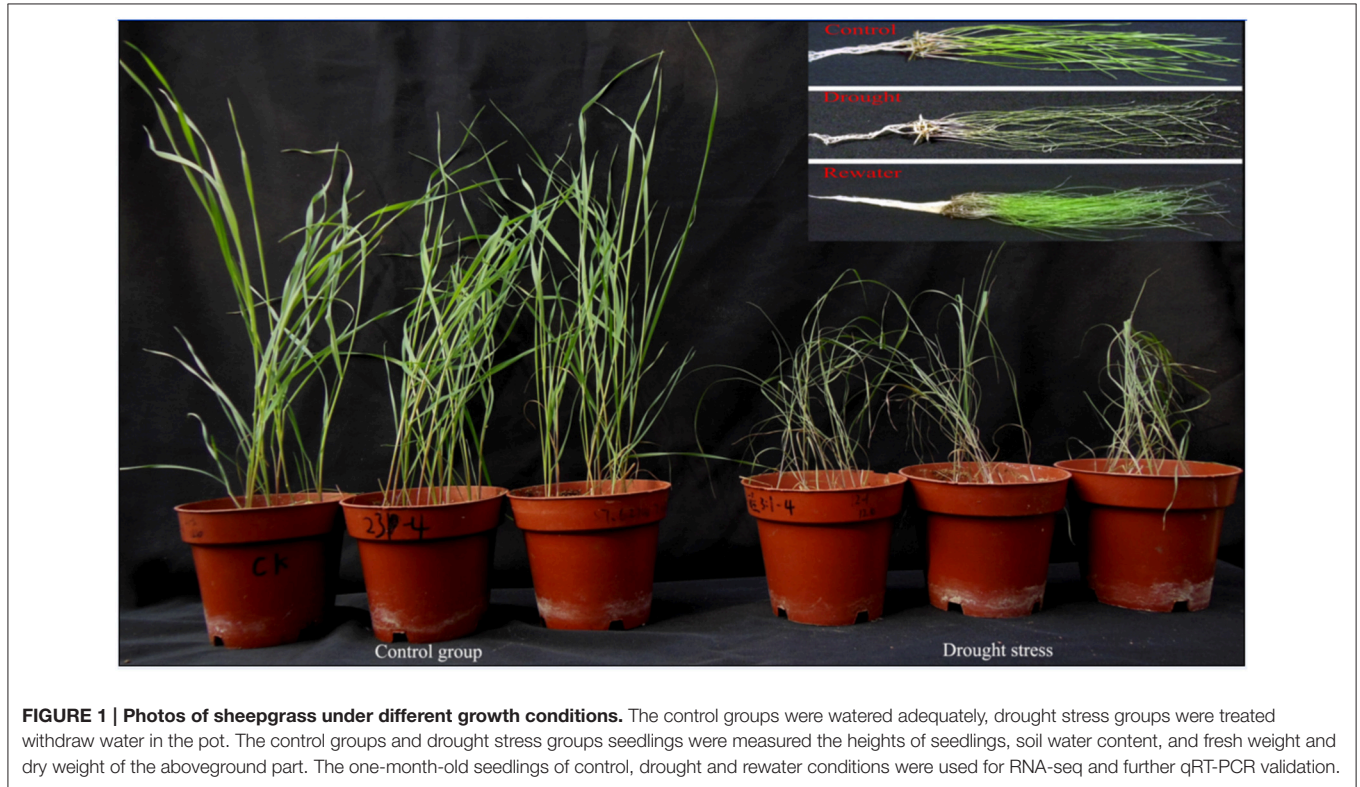 Control
Drought
Rewater
CK
Control group
Drought stress
FIGURE 1 | Photos of sheepgrass under different growth conditions. The control groups were watered adequately, drought stress groups were treated
withdraw water in the pot. The control groups and drought stress groups seedlings were measured the heights of seedlings, soil water content, and fresh weight and
dry weight of the aboveground part. The one-month-old seedlings of control, drought and rewater conditions were used for RNA-seq and further qRT-PCR validation.